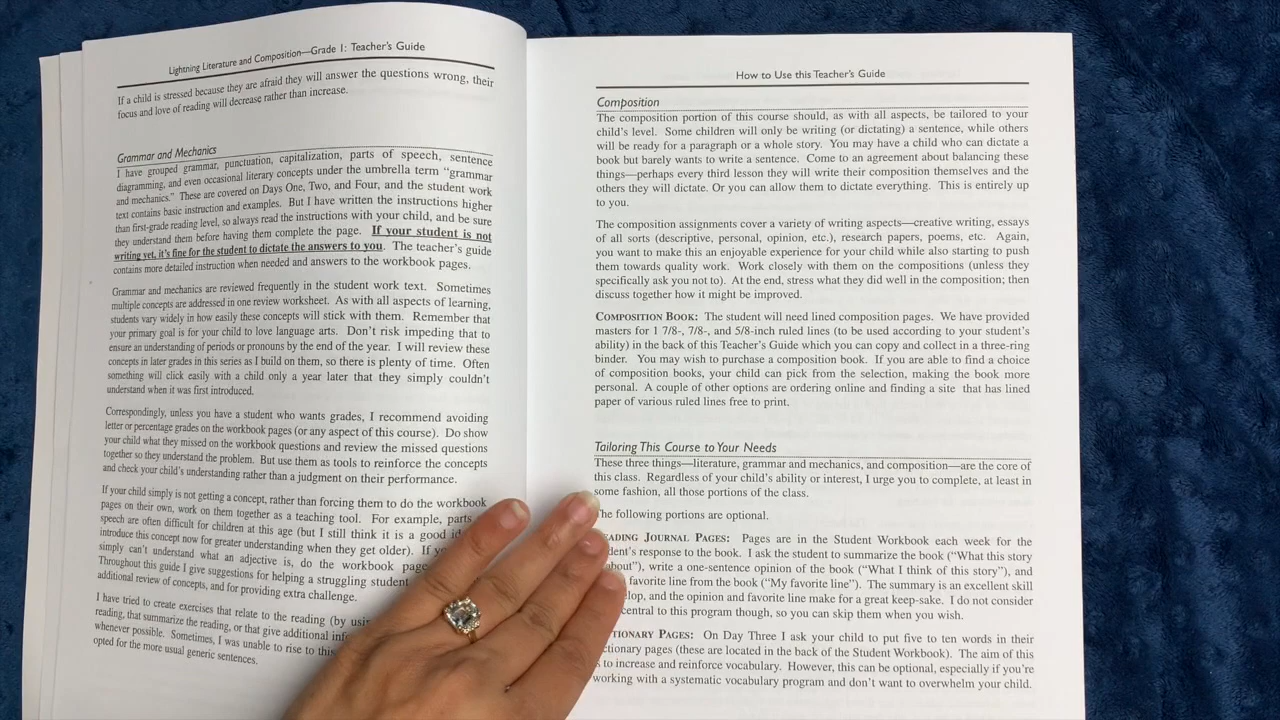 Lightning Literature and Composition—Grade 1: Teacher's Guide
If a child is stressed because they are afraid they will answer the questions wrong, their
focus and love of reading will decrease rather than increase.
Grammar and Mechanics
I have grouped grammar, punctuation, capitalization, parts of speech, sentence
diagramming, and even occasional literary concepts under the umbrella term “grammar
and mechanics.” These are covered on Days One, Two, and Four, and the student work
text contains basic instruction and examples. But I have written the instructions higher
than first-grade reading level, so always read the instructions with your child, and be sure
they understand them before having them complete the page. If your student is not
writing yet, it's fine for the student to dictate the answers to you. The teacher's guide
contains more detailed instruction when needed and answers to the workbook pages.
Grammar and mechanics are reviewed frequently in the student work text. Sometimes
multiple concepts are addressed in one review worksheet. As with all aspects of learning,
students vary widely in how easily these concepts will stick with them. Remember that
your primary goal is for your child to love language arts. Don't risk impeding that to
ensure an understanding of periods or pronouns by the end of the year. I will review these
concepts in later grades in this series as I build on them, so there is plenty of time. Often
something will click easily with a child only a year later that they simply couldn't
understand when it was first introduced.
Correspondingly, unless you have a student who wants grades, I recommend avoiding
letter or percentage grades on the workbook pages (or any aspect of this course). Do show
your child what they missed on the workbook questions and review the missed questions
together so they understand the problem. But use them as tools to reinforce the concepts
and check your child's understanding rather than a judgment on their performance.
If your child simply is not getting a concept, rather than forcing them to do the workbook
pages on their own, work on them together as a teaching tool. For example, parts
speech are often difficult for children at this age (but I still think it is a good
introduce this concept now for greater understanding when they get older). If
simply can't understand what an adjective is, do the workbook
Throughout this guide I give suggestions for helping a struggling student
additional review of concepts, and for providing extra challenge.
I have tried to create exercises that relate to the reading (by
reading, that summarize the reading, or that give additional
whenever possible. Sometimes, I was unable to rise to this
opted for the more usual generic sentences.
How to Use this Teacher's Guide
Composition
The composition portion of this course should, as with all aspects, be tailored to your
child's level. Some children will only be writing (or dictating) a sentence, while others
will be ready for a paragraph or a whole story. You may have a child who can dictate a
book but barely wants to write a sentence. Come to an agreement about balancing these
things—perhaps every third lesson they will write their composition themselves and the
others they will dictate. Or you can allow them to dictate everything. This is entirely up
to you.
The composition assignments cover a variety of writing aspects—creative writing, essays
of all sorts (descriptive, personal, opinion, etc.), research papers, poems, etc. Again,
you want to make this an enjoyable experience for your child while also starting to push
them towards quality work. Work closely with them on the compositions (unless they
specifically ask you not to). At the end, stress what they did well in the composition; then
discuss together how it might be improved.
COMPOSITION BOOK: The student will need lined composition pages. We have provided
masters for 1 7/8-, 7/8-, and 5/8-inch ruled lines (to be used according to your student's
ability) in the back of this Teacher's Guide which you can copy and collect in a three-ring
binder. You may wish to purchase a composition book. If you are able to find a choice
of composition books, your child can pick from the selection, making the book more
personal. A couple of other options are ordering online and finding a site that has lined
paper of various ruled lines free to print.
Tailoring This Course to Your Needs
These three things—literature, grammar and mechanics, and composition—are the core of
this class. Regardless of your child's ability or interest, I urge you to complete, at least in
some fashion, all those portions of the class.
The following portions are optional.
JOURNAL PAGES: Pages are in the Student Workbook each week for the
response to the book. I ask the student to summarize the book (“What this story
about”), write a one-sentence opinion of the book (“What I think of this story”), and
favorite line from the book (“My favorite line”). The summary is an excellent skill
and the opinion and favorite line make for a great keep-sake. I do not consider
central to this program though, so you can skip them when you wish.
PAGES: On Day Three I ask your child to put five to ten words in their
pages (these are located in the back of the Student Workbook). The aim of this
to increase and reinforce vocabulary. However, this can be optional, especially if you're
working with a systematic vocabulary program and don't want to overwhelm your child.